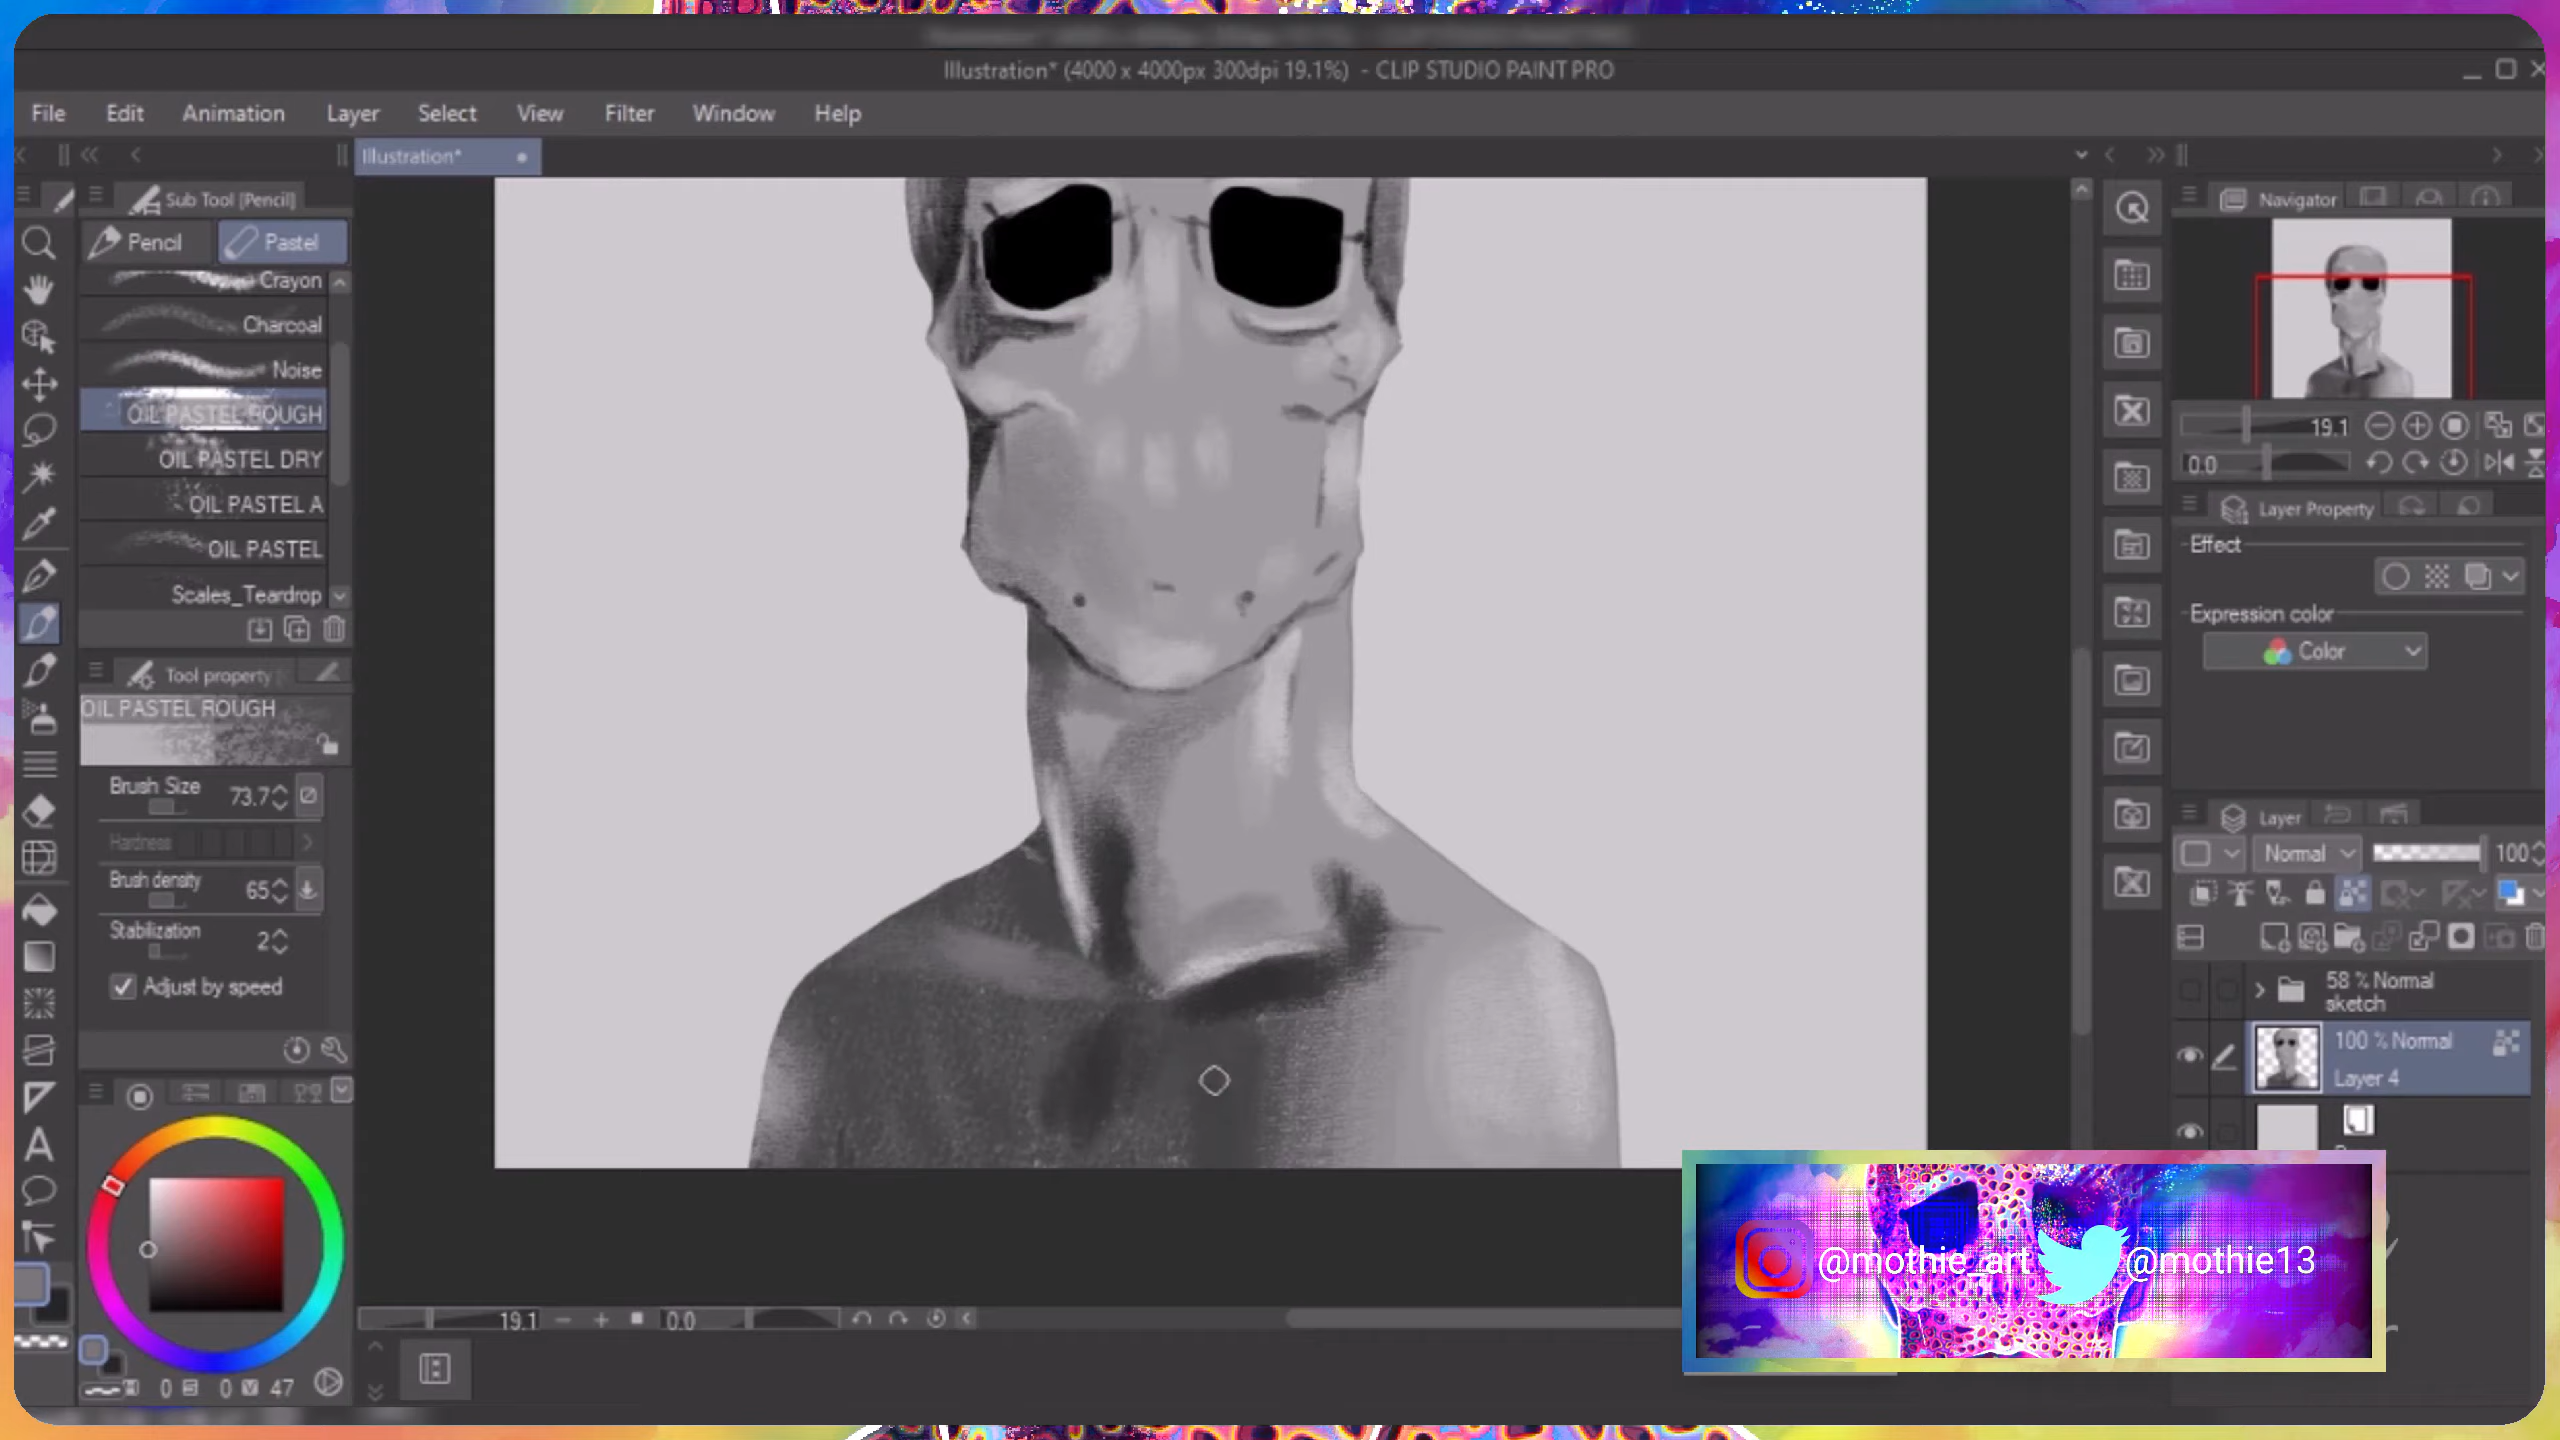 Illustration* (4000 x 4000px 300dpi 19.1%) - CLIP STUDIO PAINT PRO
File Edit Animation Layer Select View Filter Window Help
Illustration*
Sub Tool [Pencil]
Pencil Pastel
Crayon
Charcoal
Noise
OIL PASTEL ROUGH
OIL PASTEL DRY
OIL PASTEL A
OIL PASTEL
Scales_Teardrop
Tool property
OIL PASTEL ROUGH
Brush Size 73.7
Hardness
Brush density 65
Stabilization 2
Adjust by speed
H 0 S 0 V 47
19.1 0.0
Navigator
19.1
0.0
Layer Property
Effect
Expression color
Color
Layer
Normal 100
58 % Normal
sketch
100 % Normal
Layer 4
@mothie_art @mothie13